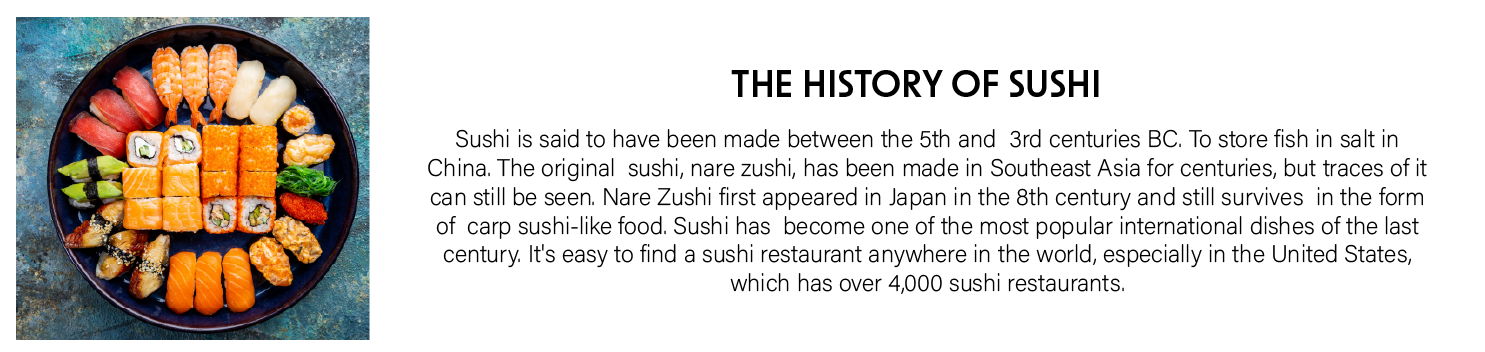 THE HISTORY OF SUSHI
Sushi is said to have been made between the 5th and 3rd centuries BC. To store fish in salt in
China. The original sushi, nare zushi, has been made in Southeast Asia for centuries, but traces of it
can still be seen. Nare Zushi first appeared in Japan in the 8th century and still survives in the form
of carp sushi-like food. Sushi has become one of the most popular international dishes of the last
century. It's easy to find a sushi restaurant anywhere in the world, especially in the United States,
which has over 4,000 sushi restaurants.